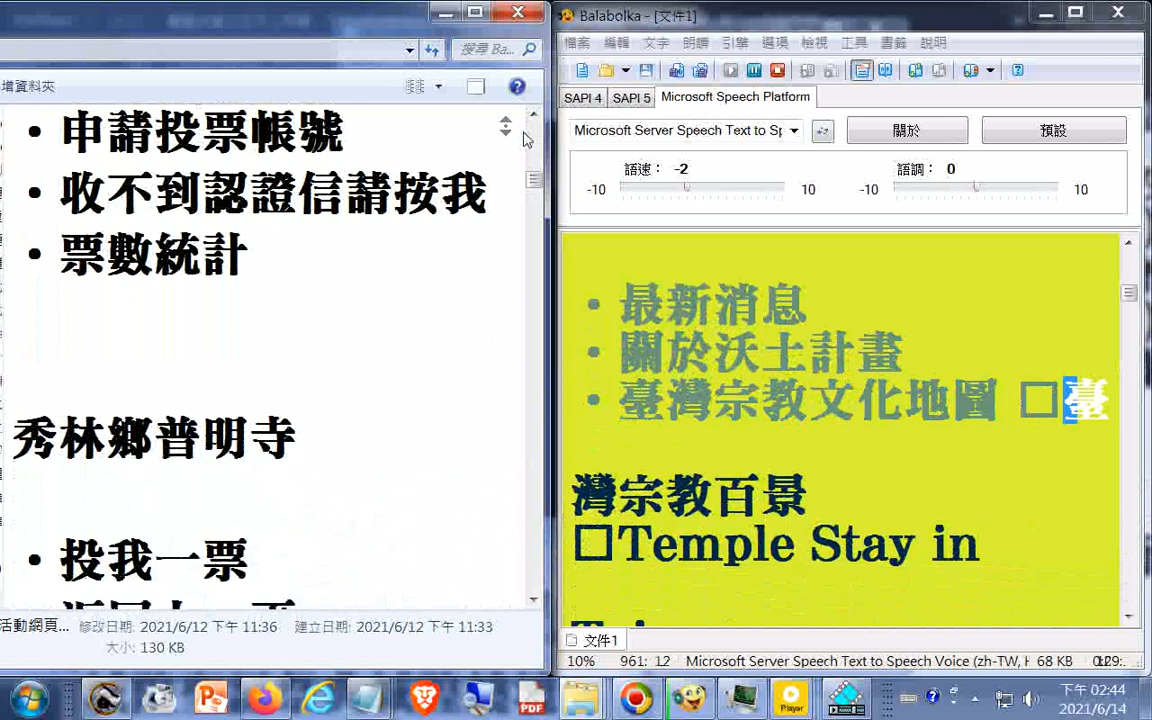 搜尋 Ba...
增資料夾
• 申請投票帳號
• 收不到認證信請按我
• 票數統計
秀林鄉普明寺
• 投我一票
活動網頁... 修改日期: 2021/6/12 下午 11:36 建立日期: 2021/6/12 下午 11:33
大小: 130 KB
Balabolka - [文件1]
檔案 編輯 文字 朗讀 引擎 選項 檢視 工具 書籤 說明
SAPI 4 SAPI 5 Microsoft Speech Platform
Microsoft Server Speech Text to Sp 關於 預設
語速： -2 語調： 0
-10 10 -10 10
• 最新消息
• 關於沃土計畫
• 臺灣宗教文化地圖 □臺
灣宗教百景
□Temple Stay in
文件1
10% 961: 12 Microsoft Server Speech Text to Speech Voice (zh-TW, H 68 KB
PDF
Player
下午 02:44
2021/6/14